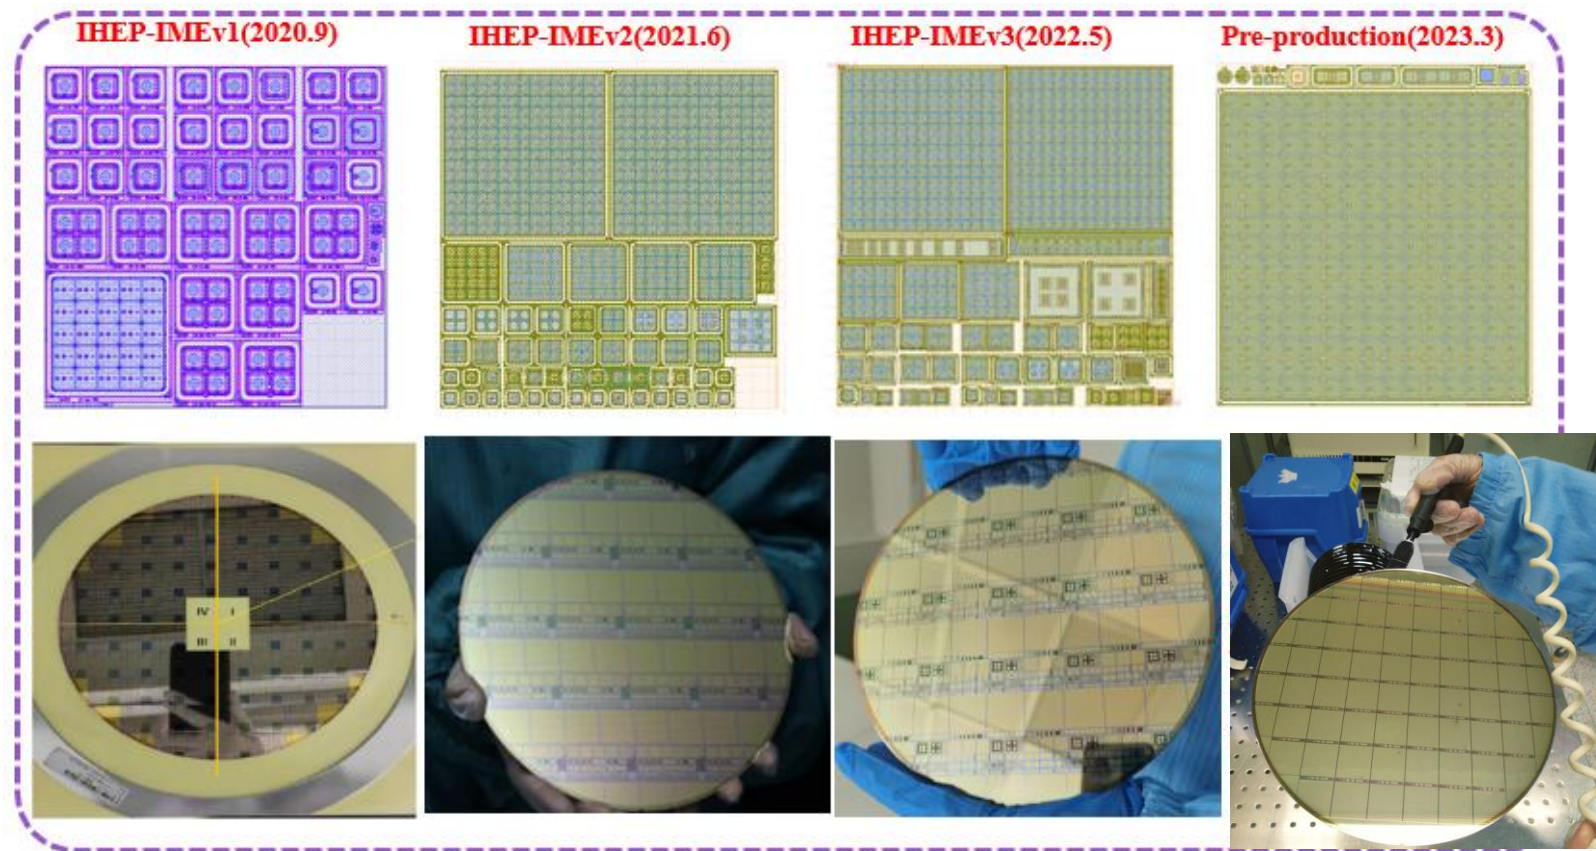 IHEP-IMEv1(2020.9)
IHEP-IMEv2(2021.6)
IHEP-IMEv3(2022.5)
Pre-production(2023.3)
IV I
III II